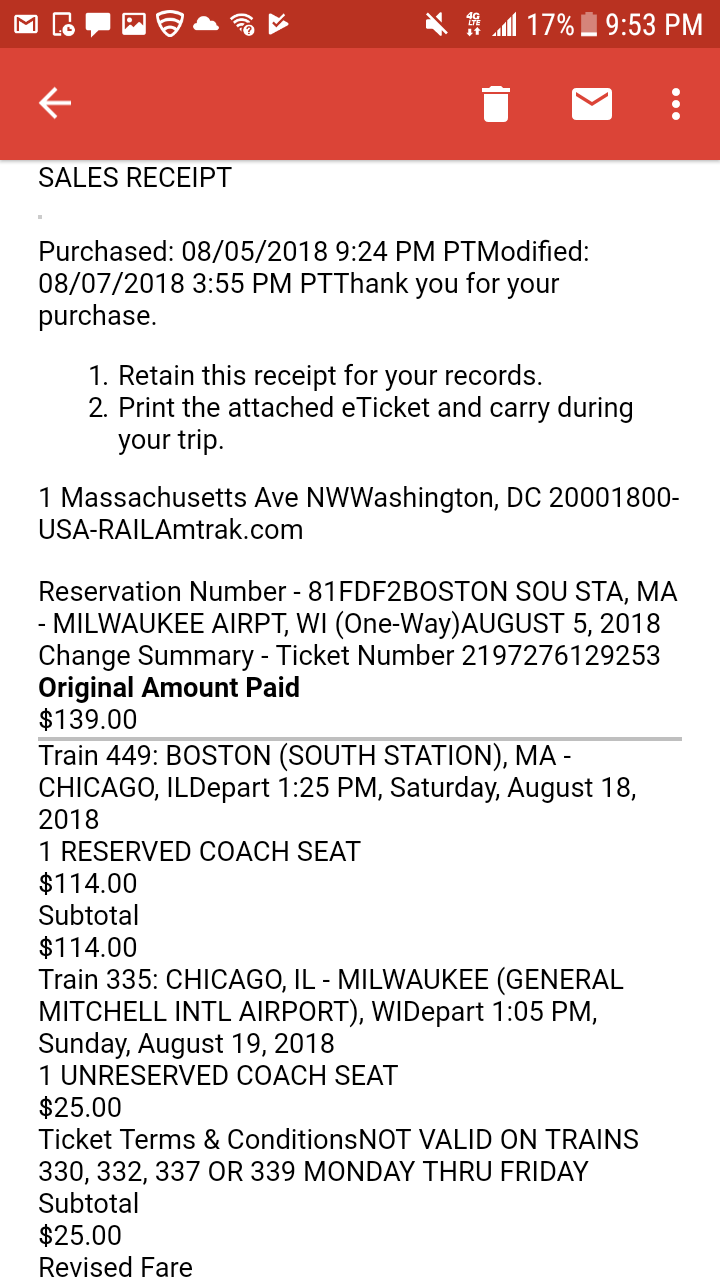 4G
LTE
17%
9:53 PM
SALES RECEIPT
Purchased: 08/05/2018 9:24 PM PTModified:
08/07/2018 3:55 PM PTThank you for your
purchase.
1. Retain this receipt for your records.
2. Print the attached eTicket and carry during
your trip.
1 Massachusetts Ave NWWashington, DC 20001800-
USA-RAILAmtrak.com
Reservation Number - 81FDF2BOSTON SOU STA, MA
- MILWAUKEE AIRPT, WI (One-Way)AUGUST 5, 2018
Change Summary - Ticket Number 2197276129253
Original Amount Paid
$139.00
Train 449: BOSTON (SOUTH STATION), MA -
CHICAGO, ILDepart 1:25 PM, Saturday, August 18,
2018
1 RESERVED COACH SEAT
$114.00
Subtotal
$114.00
Train 335: CHICAGO, IL - MILWAUKEE (GENERAL
MITCHELL INTL AIRPORT), WIDepart 1:05 PM,
Sunday, August 19, 2018
1 UNRESERVED COACH SEAT
$25.00
Ticket Terms & ConditionsNOT VALID ON TRAINS
330, 332, 337 OR 339 MONDAY THRU FRIDAY
Subtotal
$25.00
Revised Fare